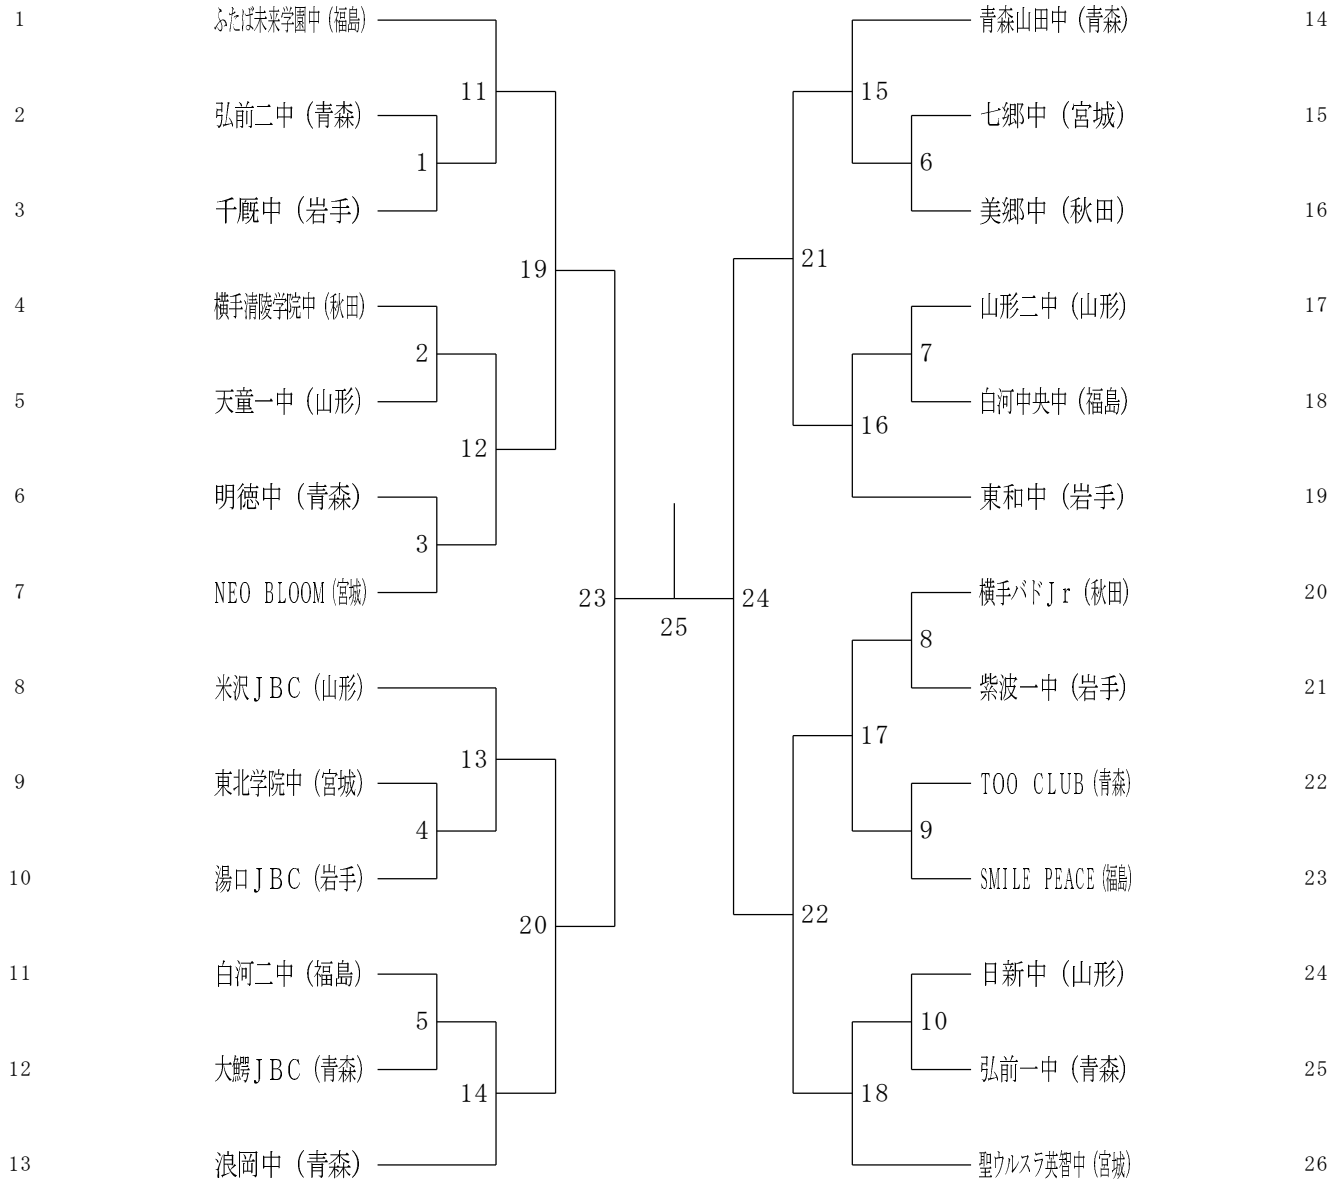 1 ふたば未来学園中（福島）
2 弘前二中（青森）
3 千厩中（岩手）
4 横手清陵学院中（秋田）
5 天童一中（山形）
6 明徳中（青森）
7 NEO BLOOM（宮城）
8 米沢ＪＢＣ（山形）
9 東北学院中（宮城）
10 湯口ＪＢＣ（岩手）
11 白河二中（福島）
12 大鰐ＪＢＣ（青森）
13 浪岡中（青森）
11
1
19
2
12
3
23
13
4
20
5
14
25
15
6
21
7
16
24
8
17
9
22
10
18
青森山田中（青森） 14
七郷中（宮城） 15
美郷中（秋田） 16
山形二中（山形） 17
白河中央中（福島） 18
東和中（岩手） 19
横手バドＪｒ（秋田） 20
紫波一中（岩手） 21
TOO CLUB（青森） 22
SMILE PEACE（福島） 23
日新中（山形） 24
弘前一中（青森） 25
聖ウルスラ英智中（宮城） 26